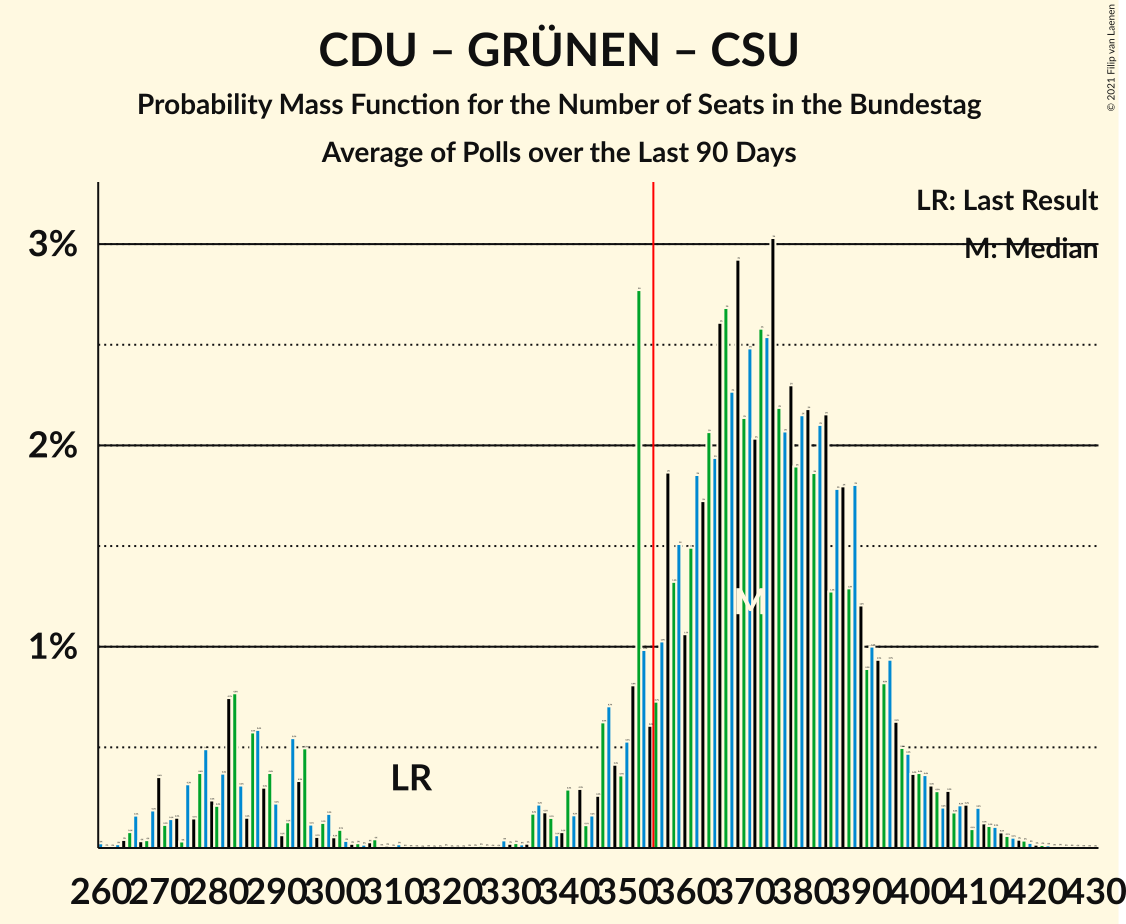 CDU – GRÜNEN – CSU
Probability Mass Function for the Number of Seats in the Bundestag
Average of Polls over the Last 90 Days
© 2021 Filip van Laenen
LR: Last Result
M: Median
3%
2%
1%
M
LR
260 270 280 290 300 310 320 330 340 350 360 370 380 390 400 410 420 430